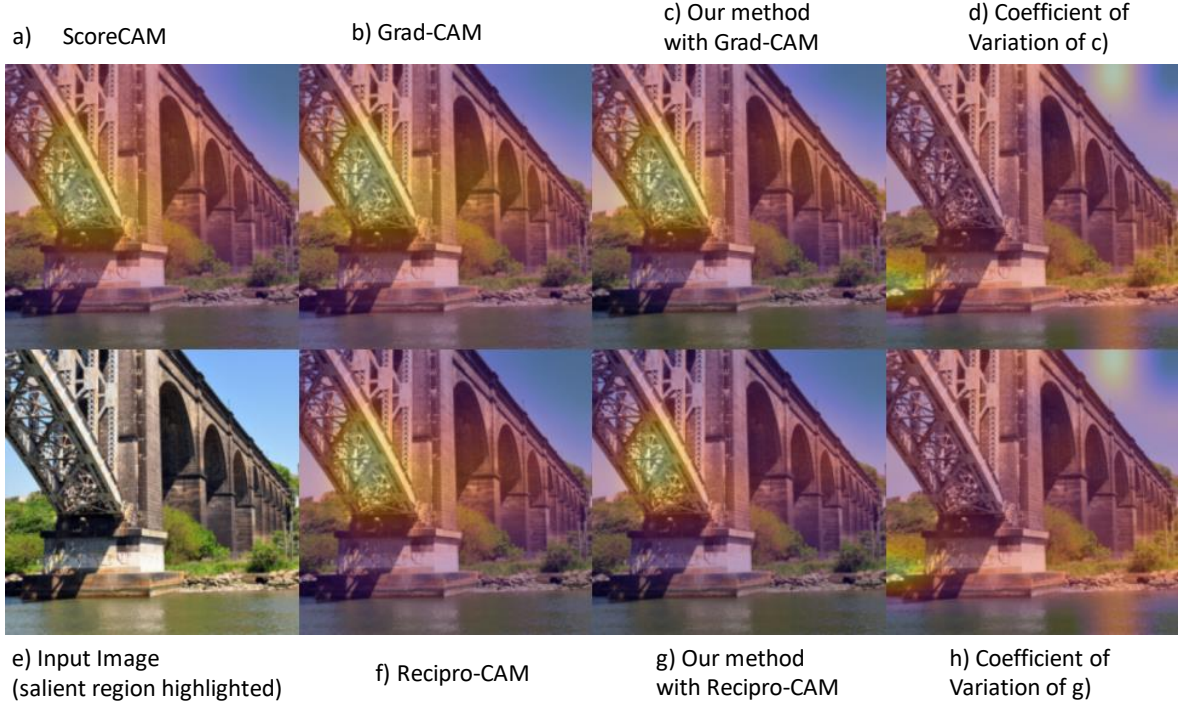 a) ScoreCAM
b) Grad-CAM
c) Our method
with Grad-CAM
d) Coefficient of
Variation of c)
e) Input Image
(salient region highlighted)
f) Recipro-CAM
g) Our method
with Recipro-CAM
h) Coefficient of
Variation of g)